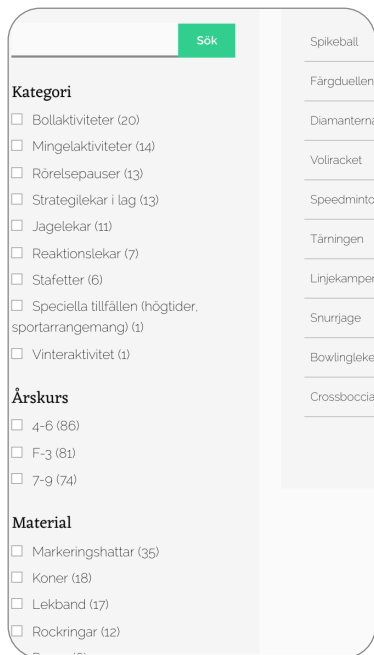 Sök
Kategori
Bollaktiviteter (20)
Mingelaktiviteter (14)
Rörelsepauser (13)
Strategilekar i lag (13)
Jagelekar (11)
Reaktionslekar (7)
Stafetter (6)
Speciella tillfällen (högtider,
sportarrangemang) (1)
Vinteraktivitet (1)
Årskurs
4-6 (86)
F-3 (81)
7-9 (74)
Material
Markeringshattar (35)
Koner (18)
Lekband (17)
Rockringar (12)
Spikeball
Färgduellen
Voliracket
Tärningen
Snurrjage
Crossboccia